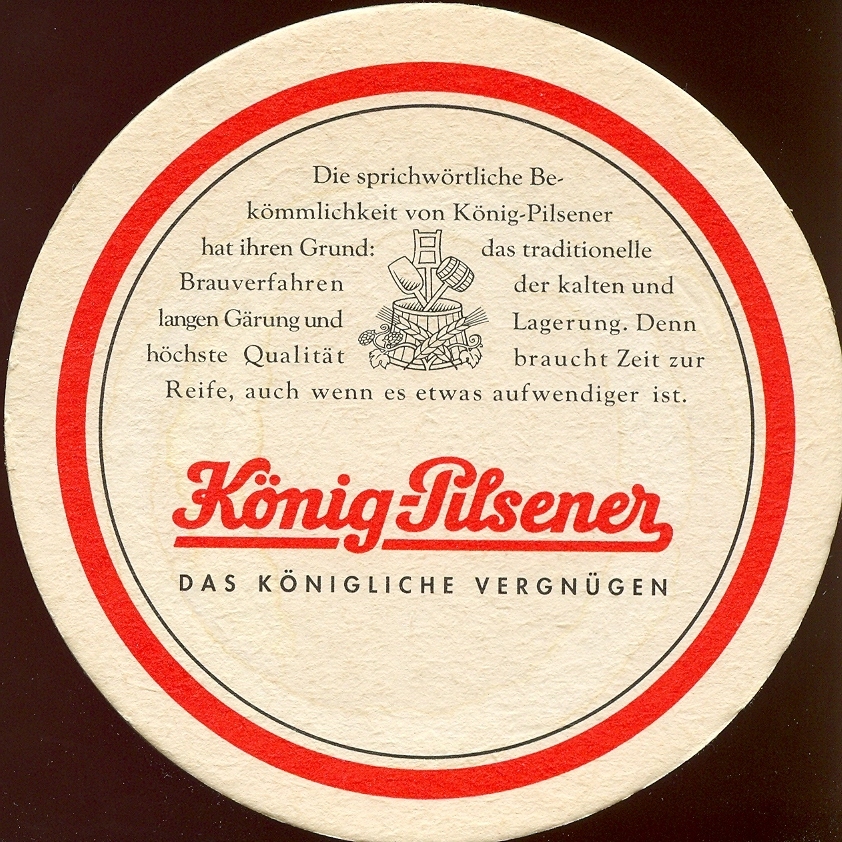 Die sprichwörtliche Be-
kömmlichkeit von König-Pilsener
hat ihren Grund: das traditionelle
Brauverfahren der kalten und
langen Gärung und Lagerung. Denn
höchste Qualität braucht Zeit zur
Reife, auch wenn es etwas aufwendiger ist.
König-Pilsener
DAS KÖNIGLICHE VERGNÜGEN